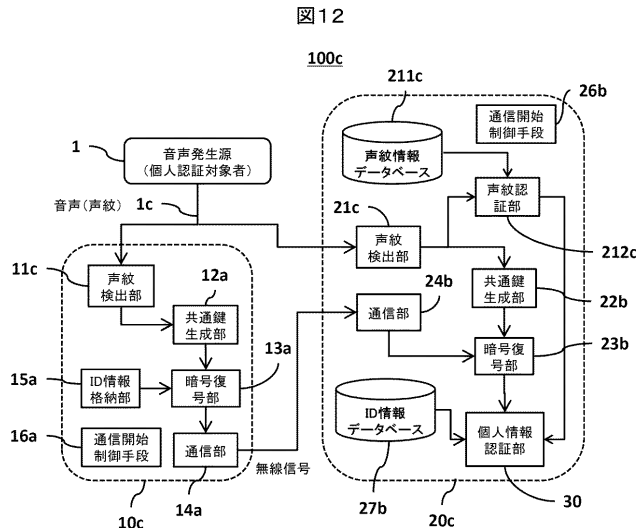 図12
100c
211c
26b
通信開始
制御手段
声紋情報
データベース
1
音声発生源
(個人認証対象者)
音声(声紋)
1c
21c
声紋認
証部
212c
声紋
検出部
11c
声紋
検出部
12a
共通鍵
生成部
24b
通信部
共通鍵
生成部
22b
13a
暗号復
号部
23b
15a
ID情報
格納部
暗号復
号部
ID情報
データベース
個人情報
認証部
16a
通信開始
制御手段
通信部
無線信号
10c
14a
27b
20c
30